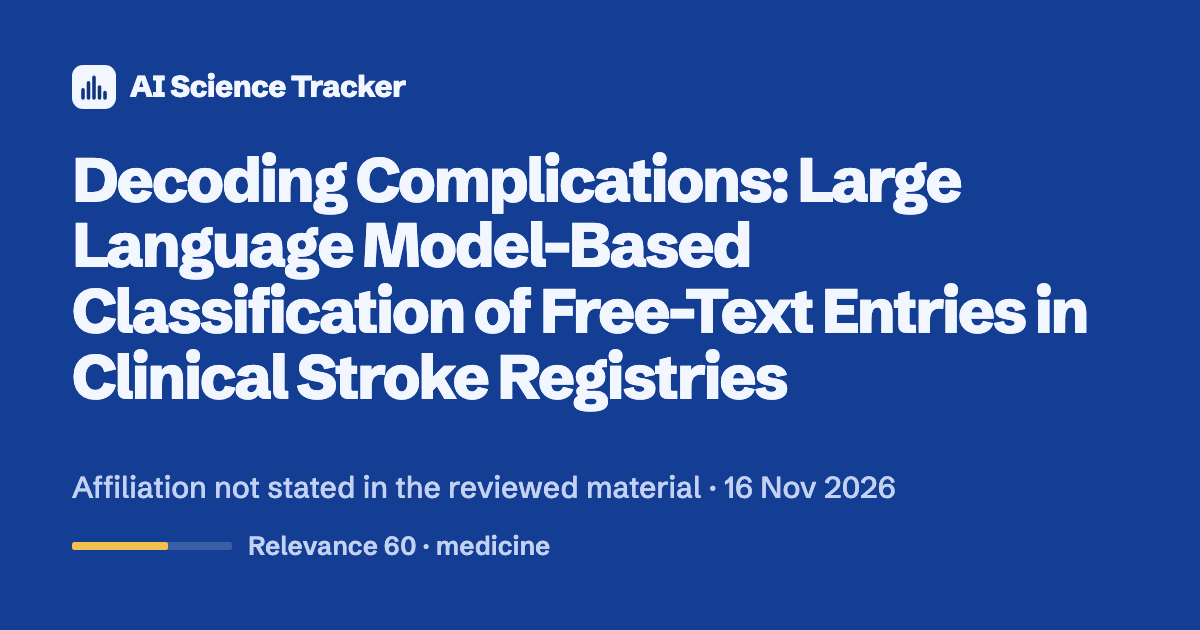 AI Science Tracker
Decoding Complications: Large
Language Model-Based
Classification of Free-Text Entries in
Clinical Stroke Registries
Affiliation not stated in the reviewed material · 16 Nov 2026
Relevance 60 · medicine